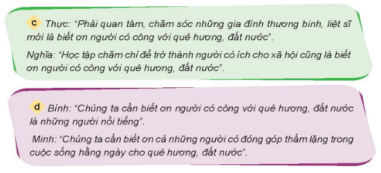 c Thực: “Phải quan tâm, chăm sóc những gia đình thương binh, liệt sĩ
mới là biết ơn người có công với quê hương, đất nước”.
Nghĩa: “Học tập chăm chỉ để trở thành người có ích cho xã hội cũng là biết
ơn người có công với quê hương, đất nước”.
d Bình: “Chúng ta cần biết ơn người có công với quê hương, đất nước
là những người nổi tiếng”.
Minh: “Chúng ta cần biết ơn cả những người có đóng góp thầm lặng trong
cuộc sống hằng ngày cho quê hương, đất nước”.